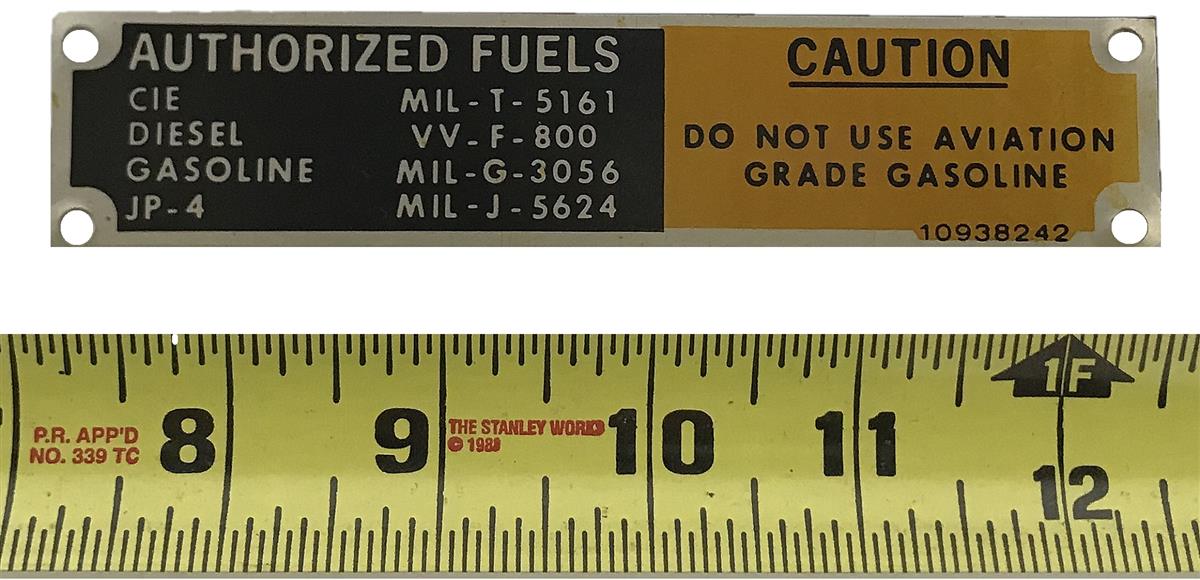 AUTHORIZED FUELS
CIE MIL-T-5161
DIESEL VV-F-800
GASOLINE MIL-G-3056
JP-4 MIL-J-5624
CAUTION
DO NOT USE AVIATION
GRADE GASOLINE
10938242
1F
P.R. APP'D
NO. 339 TC
8
9
THE STANLEY WORKS
© 1988
10
11
12